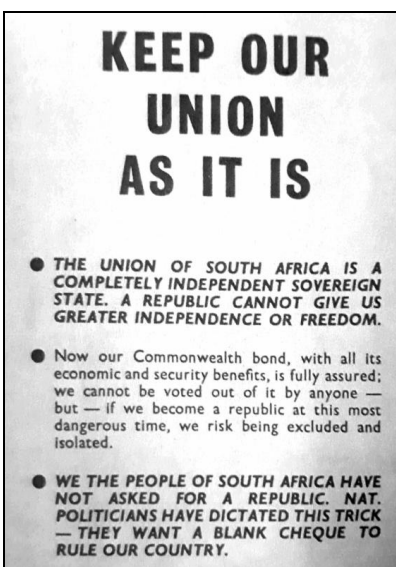 KEEP OUR
UNION
AS IT IS
● THE UNION OF SOUTH AFRICA IS A
COMPLETELY INDEPENDENT SOVEREIGN
STATE. A REPUBLIC CANNOT GIVE US
GREATER INDEPENDENCE OR FREEDOM.
● Now our Commonwealth bond, with all its
economic and security benefits, is fully assured;
we cannot be voted out of it by anyone —
but — if we become a republic at this most
dangerous time, we risk being excluded and
isolated.
● WE THE PEOPLE OF SOUTH AFRICA HAVE
NOT ASKED FOR A REPUBLIC. NAT.
POLITICIANS HAVE DICTATED THIS TRICK
— THEY WANT A BLANK CHEQUE TO
RULE OUR COUNTRY.